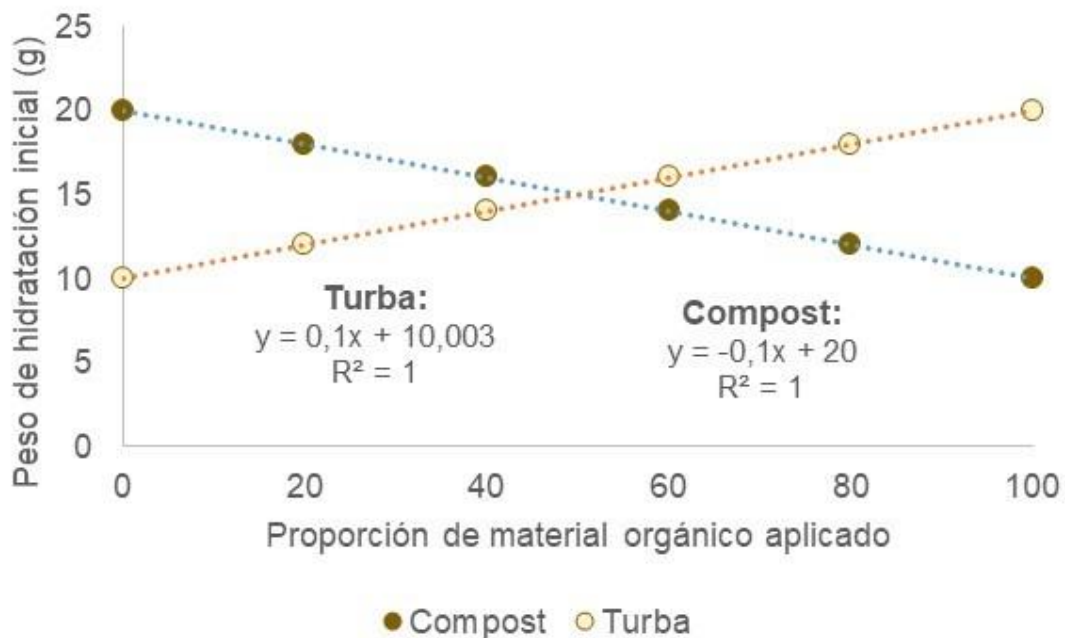 Peso de hidratación inicial (g)
25
20
15
10
5
0
Turba:
y = 0,1x + 10,003
R² = 1
Compost:
y = -0,1x + 20
R² = 1
0 20 40 60 80 100
Proporción de material orgánico aplicado
Compost Turba